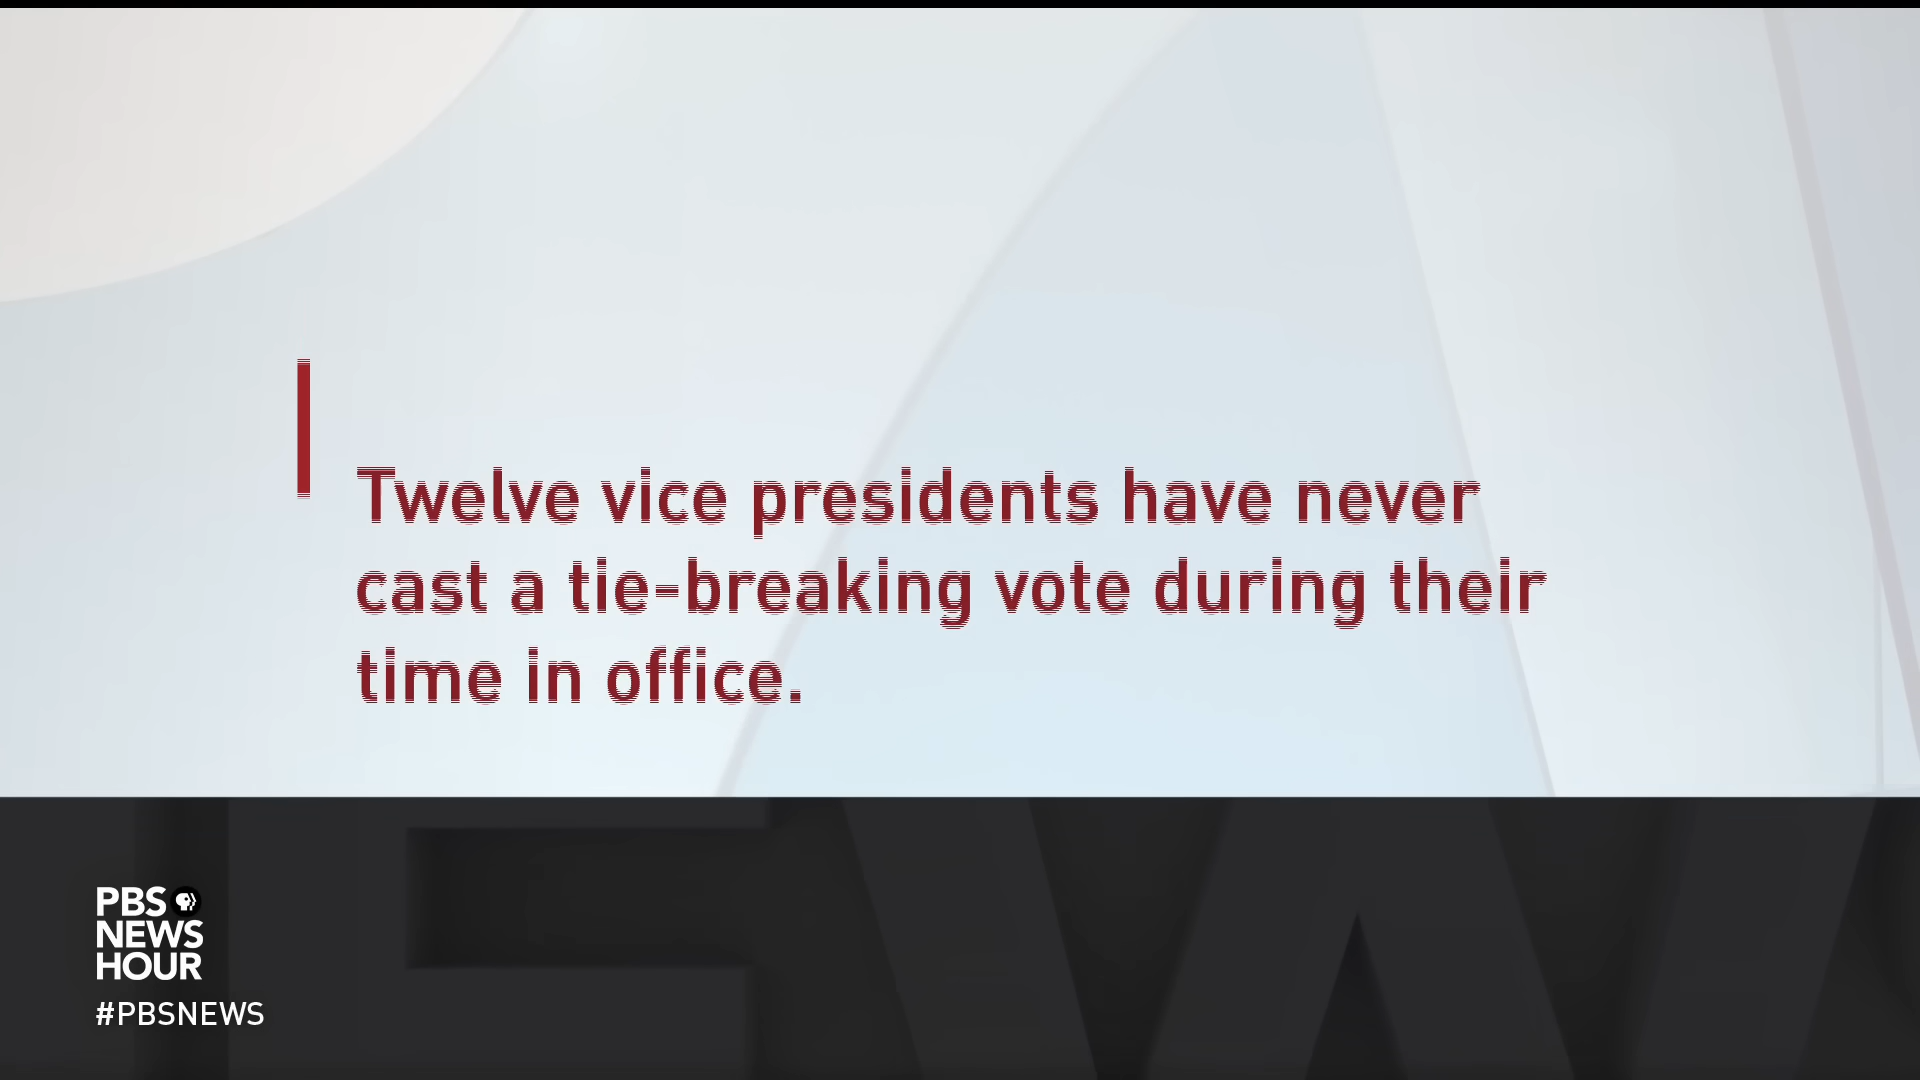 Twelve vice presidents have never
cast a tie-breaking vote during their
time in office.
PBS
NEWS
HOUR
#PBSNEWS